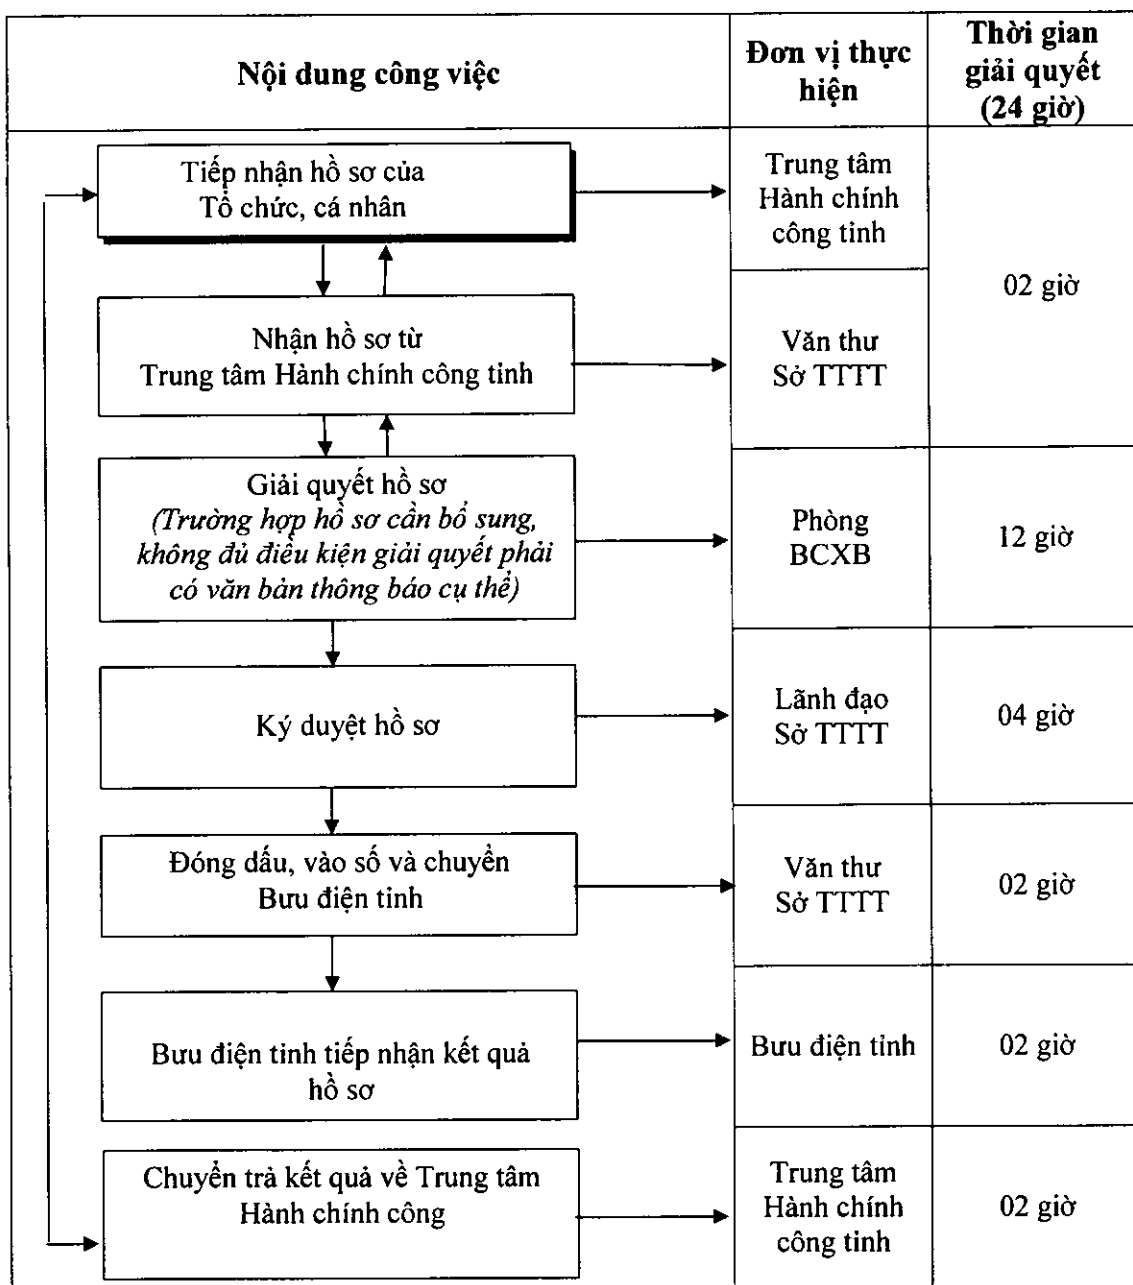 Nội dung công việc
Đơn vị thực
hiện
Thời gian
giải quyết
(24 giờ)
Tiếp nhận hồ sơ của
Tổ chức, cá nhân
Trung tâm
Hành chính
công tỉnh
02 giờ
Nhận hồ sơ từ
Trung tâm Hành chính công tỉnh
Văn thư
Sở TTTT
Giải quyết hồ sơ
(Trường hợp hồ sơ cần bổ sung,
không đủ điều kiện giải quyết phải
có văn bản thông báo cụ thể)
Phòng
BCXB
12 giờ
Ký duyệt hồ sơ
Lãnh đạo
Sở TTTT
04 giờ
Đóng dấu, vào số và chuyển
Bưu điện tỉnh
Văn thư
Sở TTTT
02 giờ
Bưu điện tỉnh tiếp nhận kết quả
hồ sơ
Bưu điện tỉnh
02 giờ
Chuyển trả kết quả về Trung tâm
Hành chính công
Trung tâm
Hành chính
công tỉnh
02 giờ